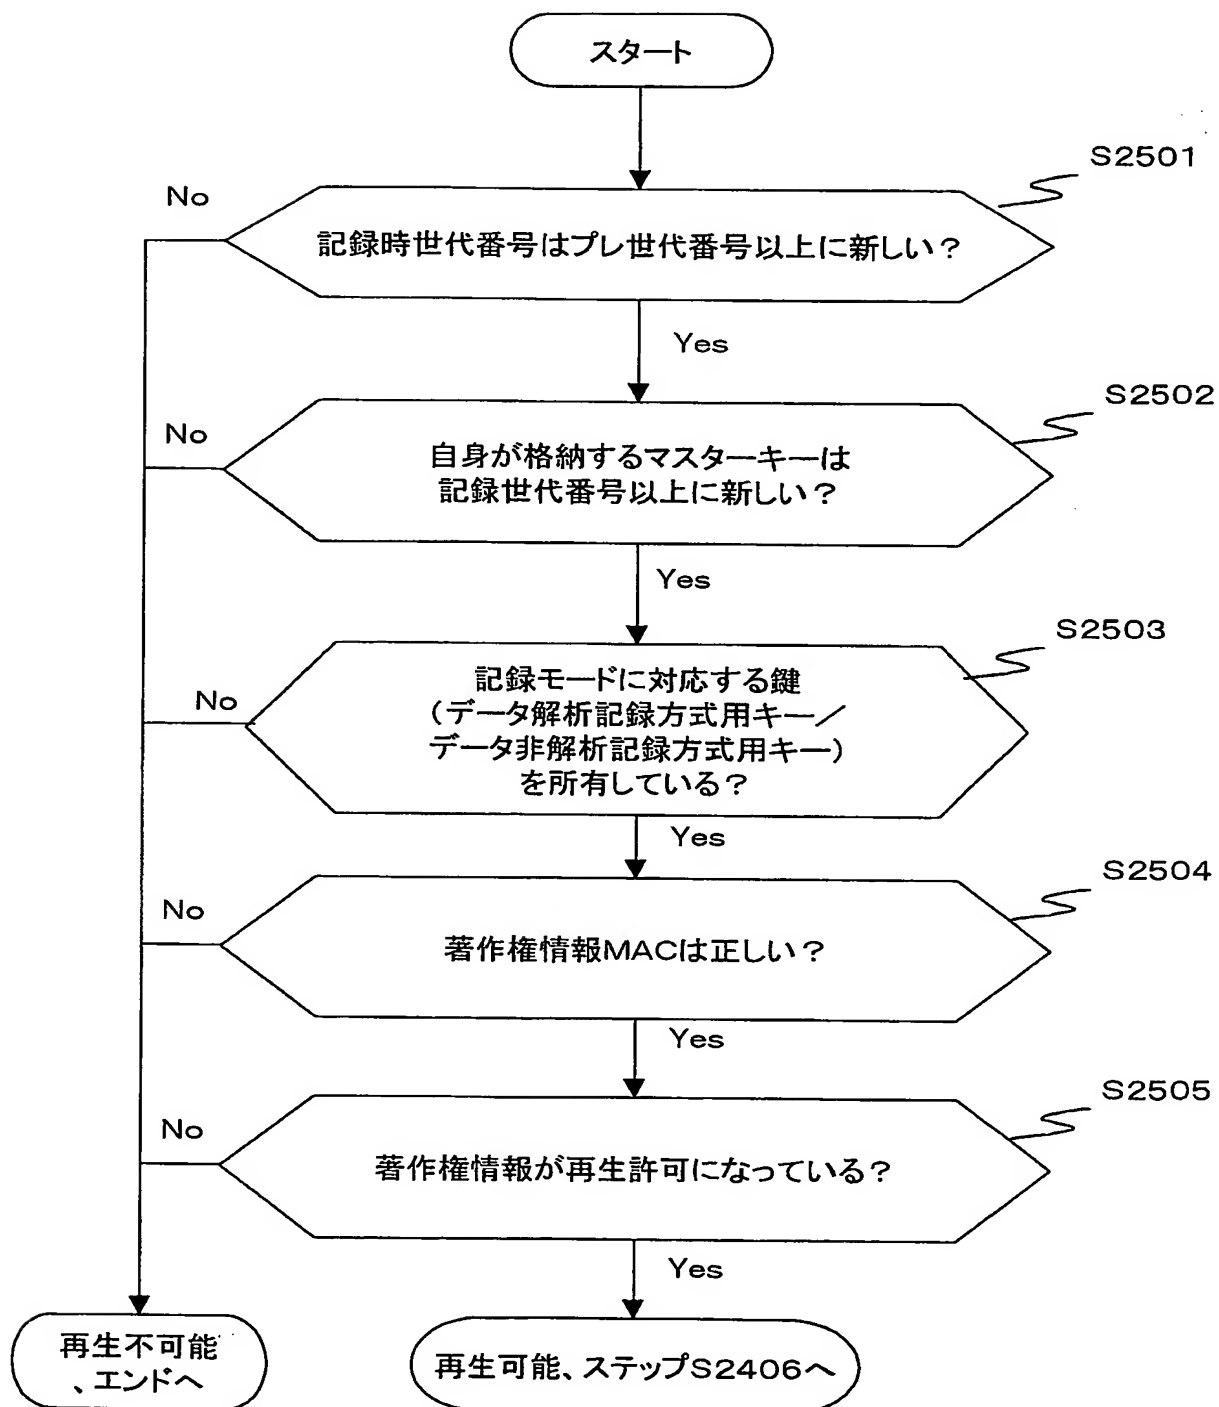 スタート
S2501
No
記録時世代番号はプレ世代番号以上に新しい?
Yes
S2502
No
自身が格納するマスターキーは
記録世代番号以上に新しい?
Yes
S2503
No
記録モードに対応する鍵
(データ解析記録方式用キー/
データ非解析記録方式用キー)
を所有している?
Yes
S2504
No
著作権情報MACは正しい?
Yes
S2505
No
著作権情報が再生許可になっている?
Yes
再生不可能
、エンドへ
再生可能、ステップS2406へ